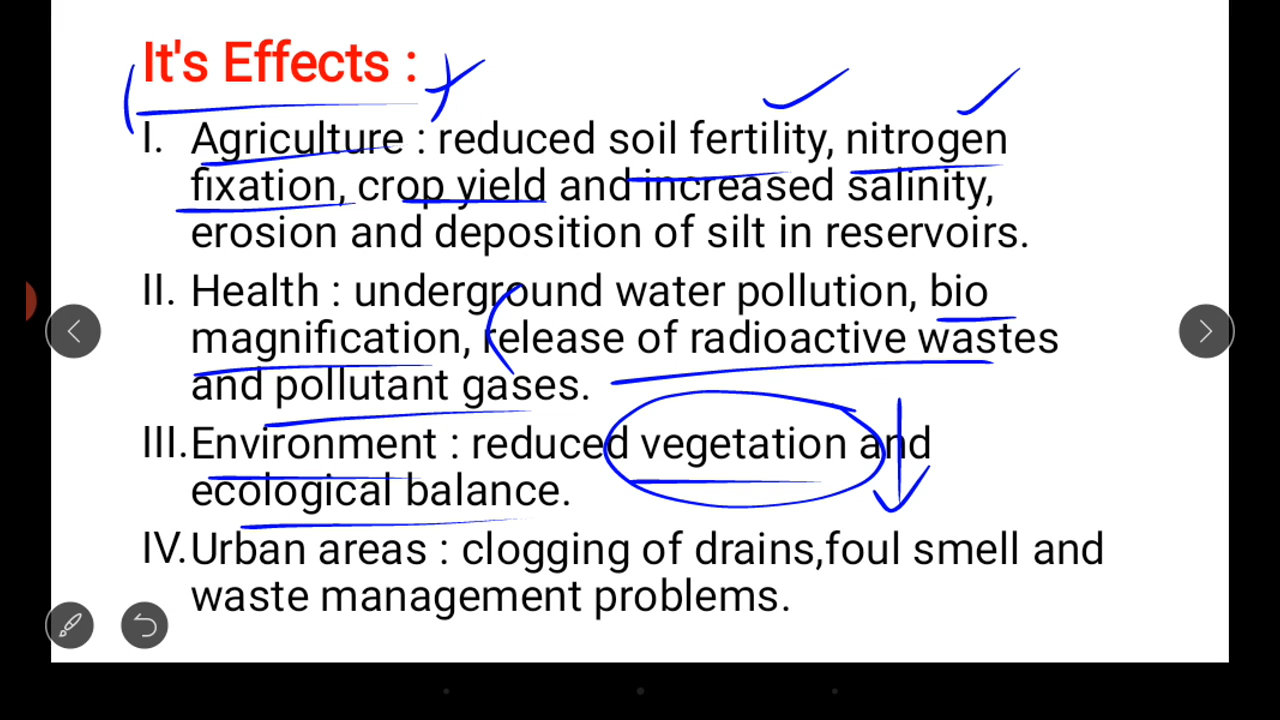 It's Effects :
I. Agriculture : reduced soil fertility, nitrogen
fixation, crop yield and increased salinity,
erosion and deposition of silt in reservoirs.
II. Health : underground water pollution, bio
magnification, release of radioactive wastes
and pollutant gases.
III. Environment : reduced vegetation and
ecological balance.
IV. Urban areas : clogging of drains,foul smell and
waste management problems.